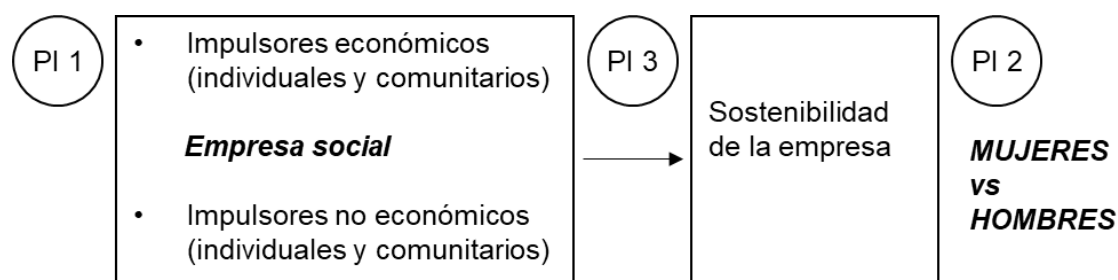 PI 1
• Impulsores económicos
(individuales y comunitarios)
Empresa social
• Impulsores no económicos
(individuales y comunitarios)
PI 3
Sostenibilidad
de la empresa
PI 2
MUJERES
vs
HOMBRES